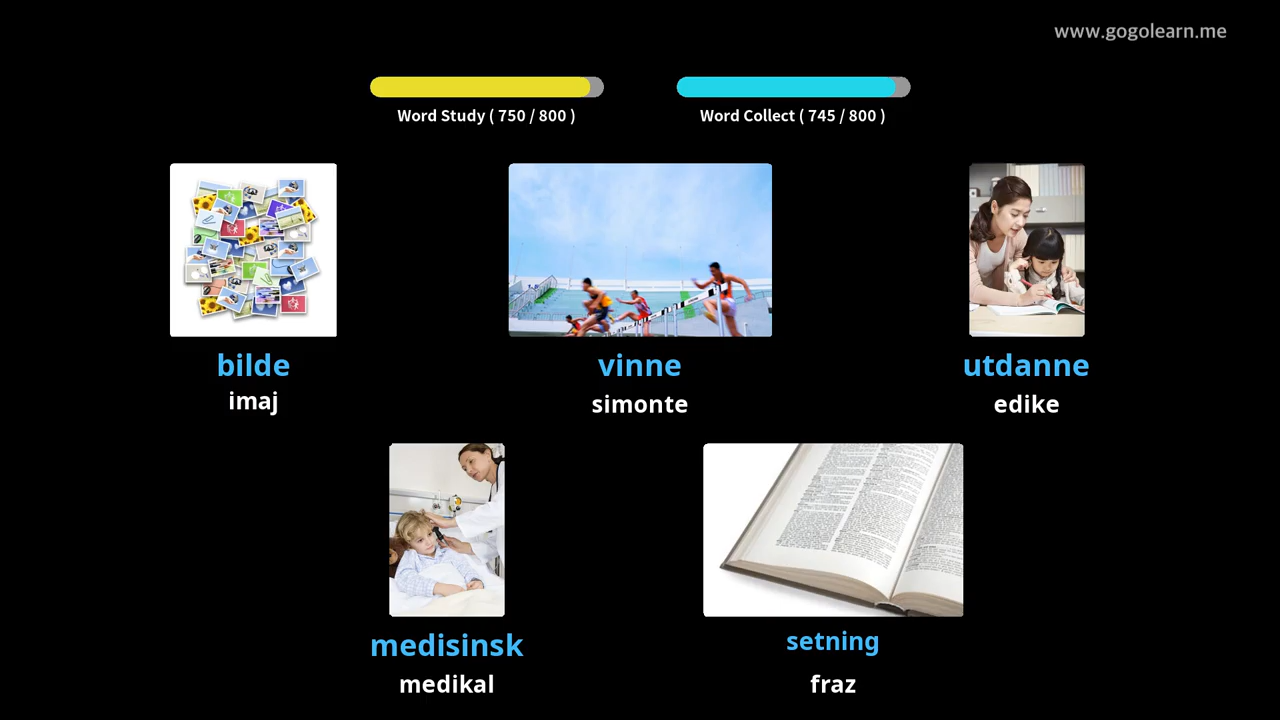 www.gogolearn.me
Word Study ( 750 / 800 )
Word Collect ( 745 / 800 )
bilde
imaj
vinne
simonte
utdanne
edike
medisinsk
medikal
setning
fraz